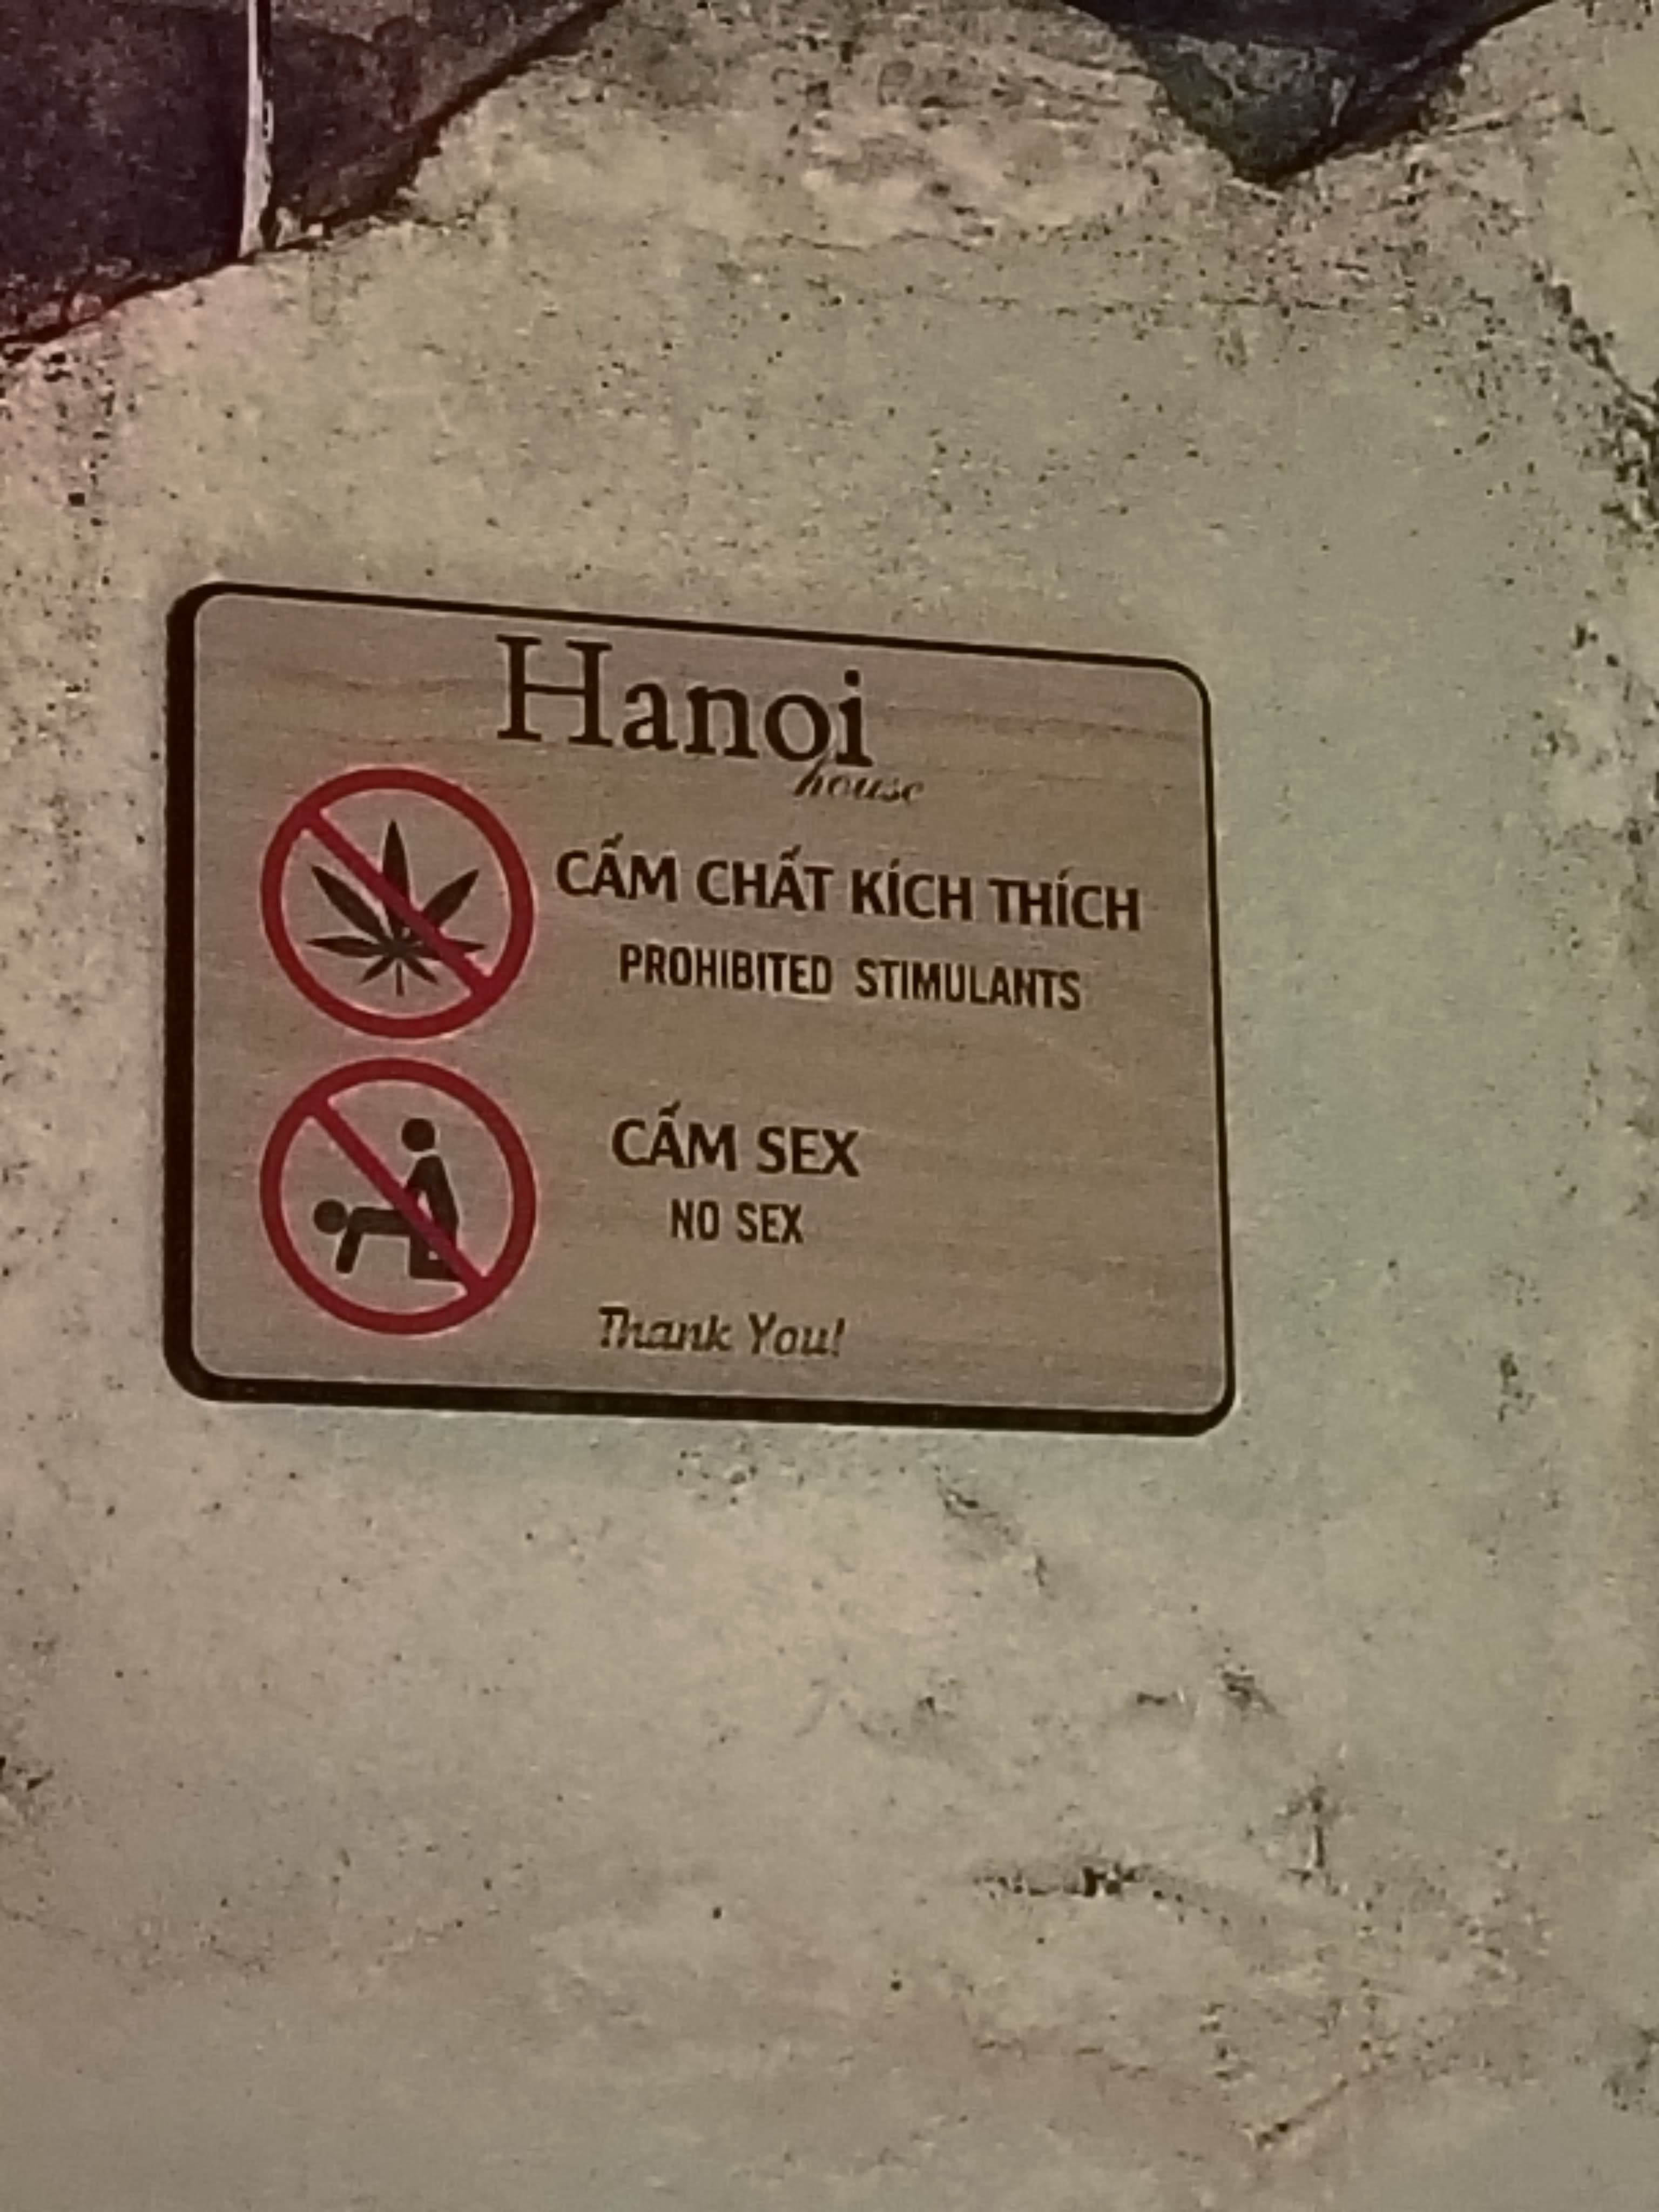 Hanoi
house
CẤM CHẤT KÍCH THÍCH
PROHIBITED STIMULANTS
CẤM SEX
NO SEX
Thank You!